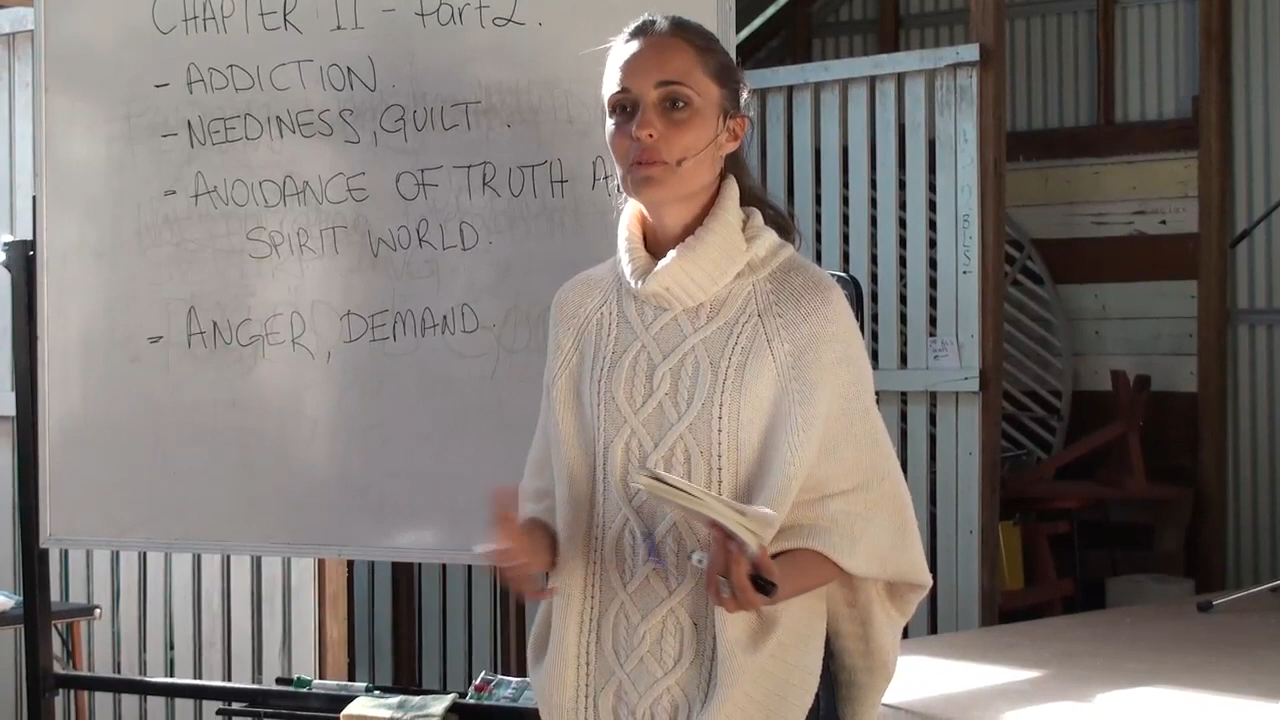 CHAPTER II - Part 2.
- ADDICTION.
- NEEDINESS, GUILT.
- AVOIDANCE OF TRUTH
SPIRIT WORLD.
- ANGER, DEMAND.